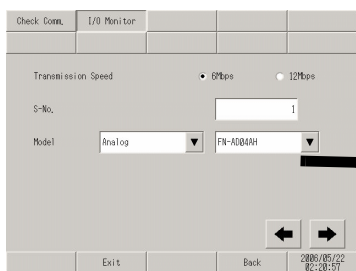 Check Comm. I/O Monitor
Transmission Speed 6Mbps 12Mbps
S-No. 1
Model Analog FN-AD04AH
Exit Back 2006/05/22
02:20:57